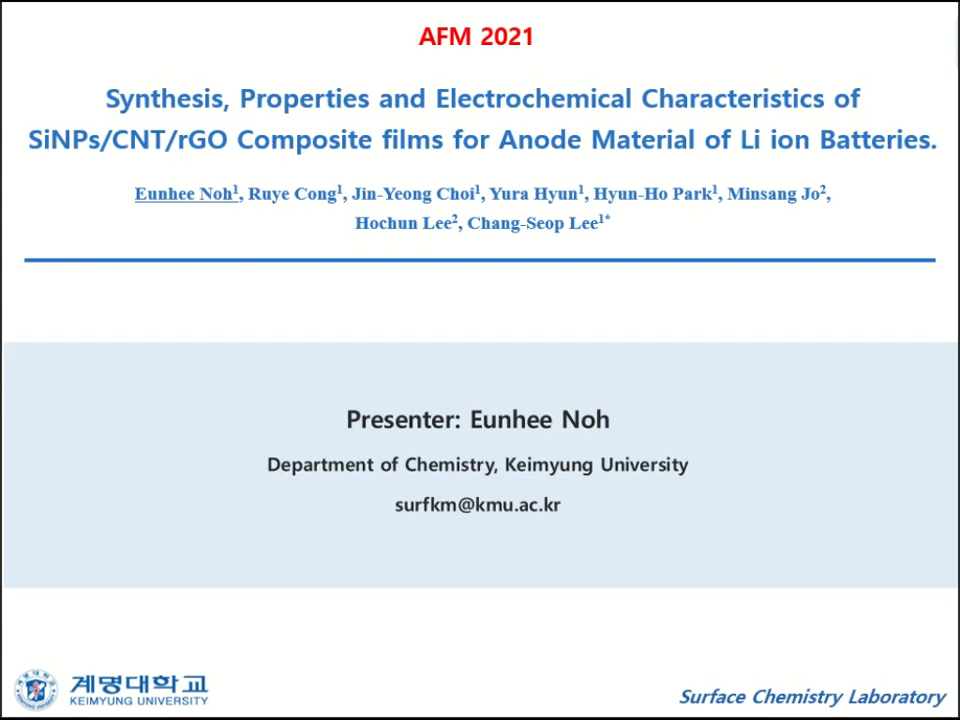 AFM 2021
Synthesis, Properties and Electrochemical Characteristics of
SiNPs/CNT/rGO Composite films for Anode Material of Li ion Batteries.
Eunhee Noh¹, Ruye Cong¹, Jin-Yeong Choi¹, Yura Hyun¹, Hyun-Ho Park¹, Minsang Jo²,
Hochun Lee², Chang-Seop Lee¹*
Presenter: Eunhee Noh
Department of Chemistry, Keimyung University
surfkm@kmu.ac.kr
계명대학교
KEIMYUNG UNIVERSITY
Surface Chemistry Laboratory